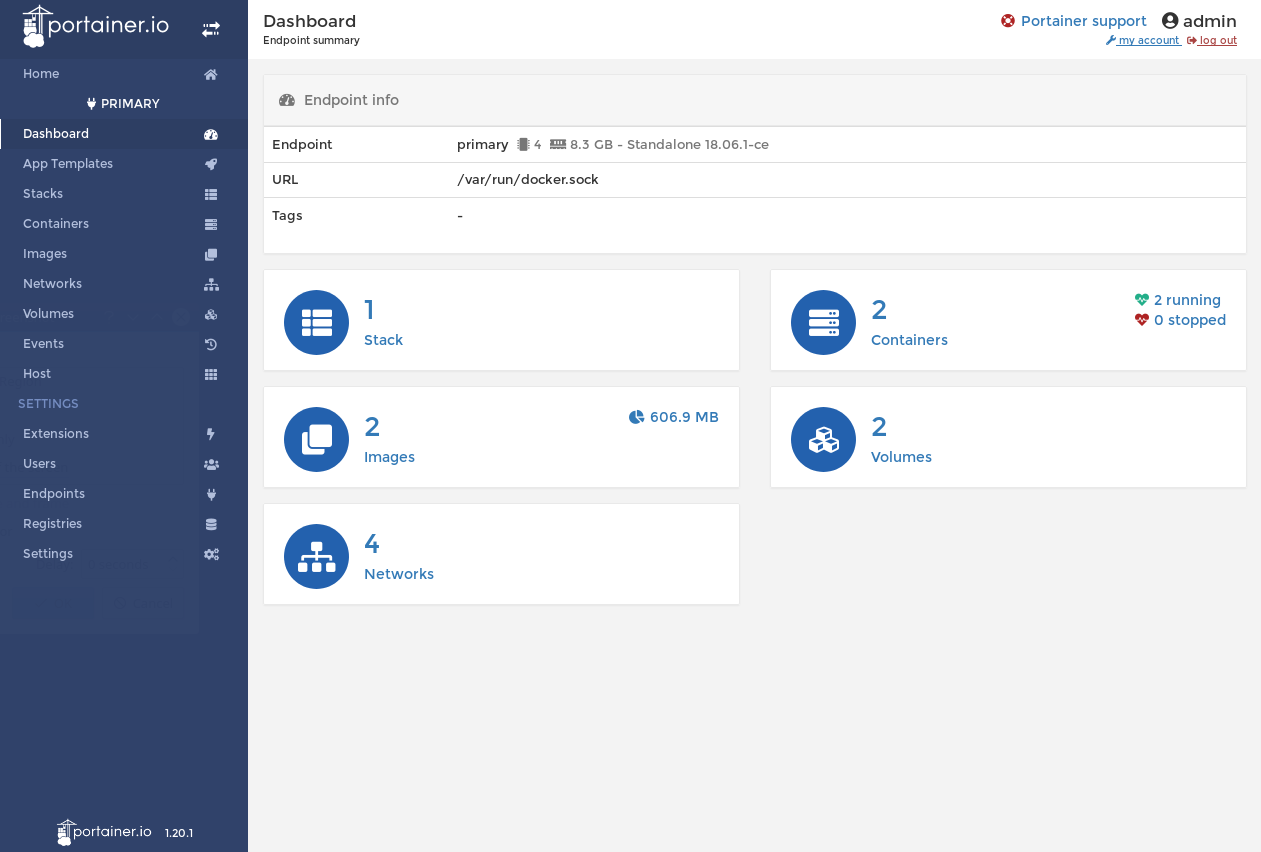 portainer.io
Home
PRIMARY
Dashboard
App Templates
Stacks
Containers
Images
Networks
Volumes
Events
Host
SETTINGS
Extensions
Users
Endpoints
Registries
Settings
portainer.io 1.20.1
Dashboard
Endpoint summary
Portainer support admin
my account log out
Endpoint info
Endpoint primary 4 8.3 GB - Standalone 18.06.1-ce
URL /var/run/docker.sock
Tags -
1
Stack
2
Containers
2 running
0 stopped
2
Images
606.9 MB
2
Volumes
4
Networks